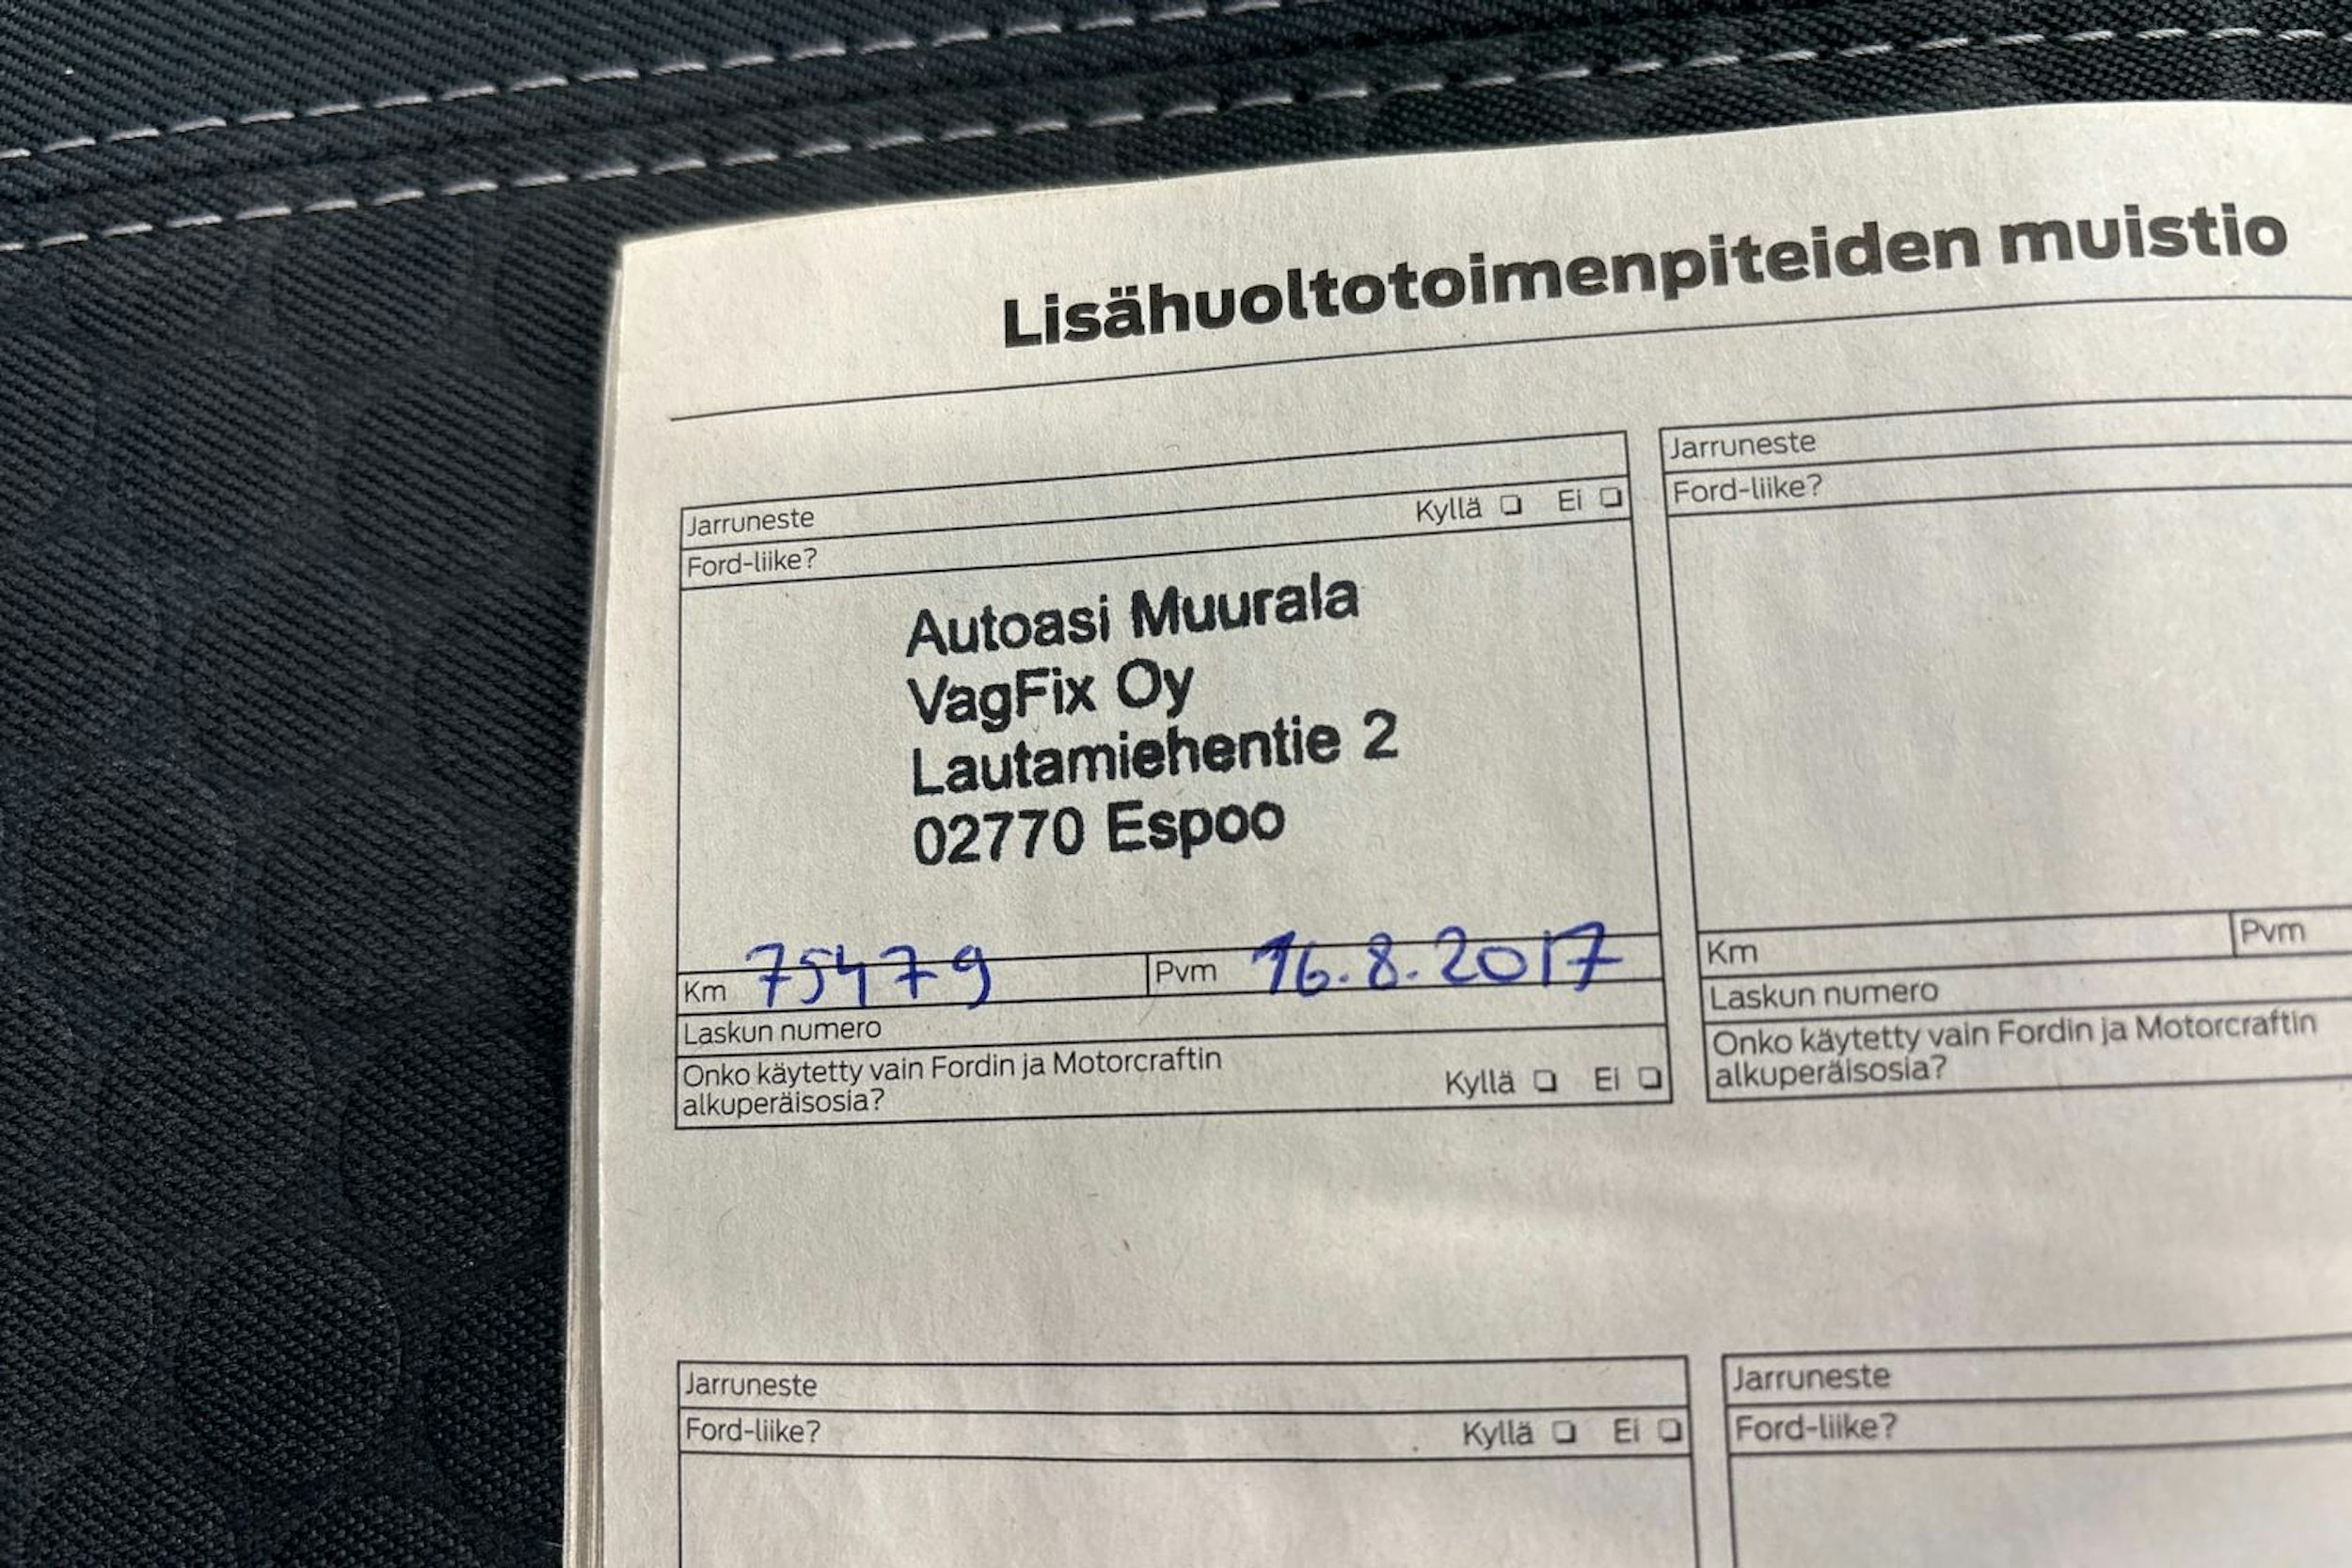 Lisähuoltotoimenpiteiden muistio
Jarruneste
Ford-liike? Kyllä ❏ Ei ❏
Autoasi Muurala
VagFix Oy
Lautamiehentie 2
02770 Espoo
Km 75479 Pvm 16.8.2017
Laskun numero
Onko käytetty vain Fordin ja Motorcraftin
alkuperäisosia? Kyllä ❏ Ei ❏
Jarruneste
Ford-liike?
Km Pvm
Laskun numero
Onko käytetty vain Fordin ja Motorcraftin
alkuperäisosia?
Jarruneste
Ford-liike? Kyllä ❏ Ei ❏
Jarruneste
Ford-liike?